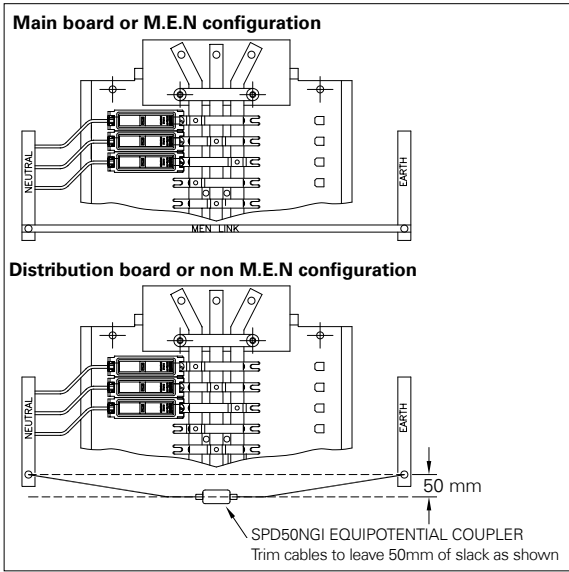 Main board or M.E.N configuration
NEUTRAL
EARTH
MEN LINK
Distribution board or non M.E.N configuration
NEUTRAL
EARTH
50 mm
SPD50NGI EQUIPOTENTIAL COUPLER
Trim cables to leave 50mm of slack as shown